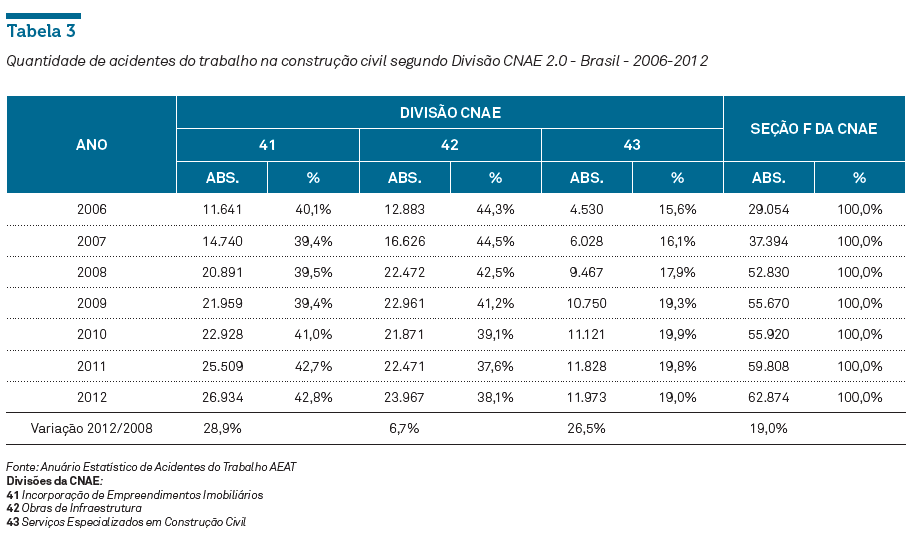 Tabela 3
Quantidade de acidentes do trabalho na construção civil segundo Divisão CNAE 2.0 - Brasil - 2006-2012
ANO DIVISÃO CNAE SEÇÃO F DA CNAE
41 42 43
ABS. % ABS. % ABS. % ABS. %
2006 11.641 40,1% 12.883 44,3% 4.530 15,6% 29.054 100,0%
2007 14.740 39,4% 16.626 44,5% 6.028 16,1% 37.394 100,0%
2008 20.891 39,5% 22.472 42,5% 9.467 17,9% 52.830 100,0%
2009 21.959 39,4% 22.961 41,2% 10.750 19,3% 55.670 100,0%
2010 22.928 41,0% 21.871 39,1% 11.121 19,9% 55.920 100,0%
2011 25.509 42,7% 22.471 37,6% 11.828 19,8% 59.808 100,0%
2012 26.934 42,8% 23.967 38,1% 11.973 19,0% 62.874 100,0%
Variação 2012/2008 28,9% 6,7% 26,5% 19,0%
Fonte: Anuário Estatístico de Acidentes do Trabalho AEAT
Divisões da CNAE:
41 Incorporação de Empreendimentos Imobiliários
42 Obras de Infraestrutura
43 Serviços Especializados em Construção Civil